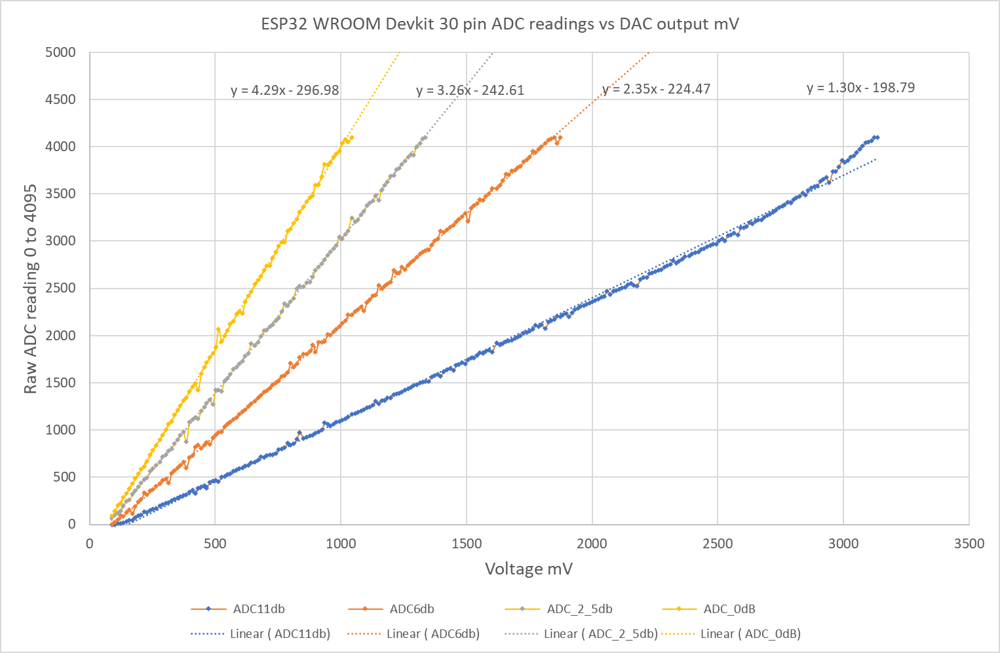 ESP32 WROOM Devkit 30 pin ADC readings vs DAC output mV
5000
4500
4000
3500
3000
2500
2000
1500
1000
500
0
Raw ADC reading 0 to 4095
y = 4.29x - 296.98
y = 3.26x - 242.61
y = 2.35x - 224.47
y = 1.30x - 198.79
0 500 1000 1500 2000 2500 3000 3500
Voltage mV
ADC11db ADC6db ADC_2_5db ADC_0dB
Linear ( ADC11db) Linear ( ADC6db) Linear ( ADC_2_5db) Linear ( ADC_0dB)